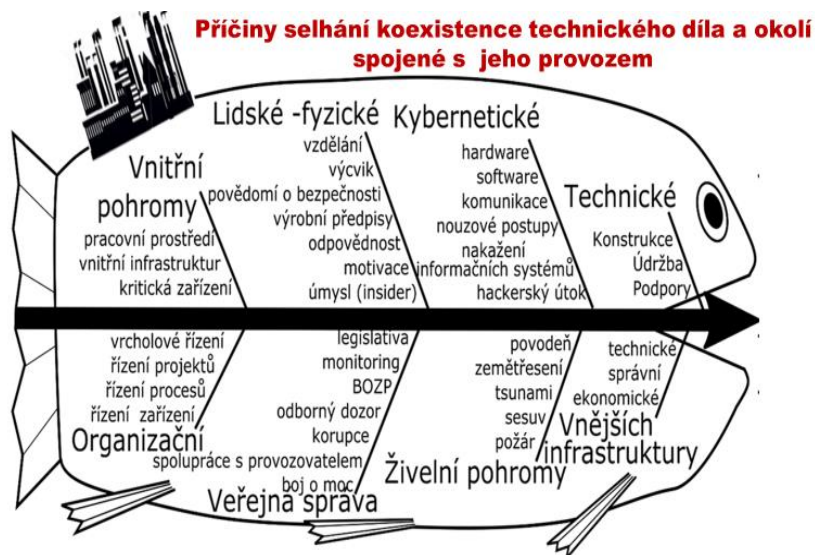 Příčiny selhání koexistence technického díla a okolí
spojené s jeho provozem
Vnitřní
pohromy
pracovní prostředí
vnitřní infrastruktur
kritická zařízení
Lidské -fyzické
vzdělání
výcvik
povědomí o bezpečnosti
výrobní předpisy
odpovědnost
motivace
úmysl (insider)
Kybernetické
hardware
software
komunikace
nouzové postupy
nakažení
informačních systémů
hackerský útok
Technické
Konstrukce
Údržba
Podpory
vrcholové řízení
řízení projektů
řízení procesů
řízení zařízení
Organizační
legislativa
monitoring
BOZP
odborný dozor
korupce
spolupráce s provozovatelem
boj o moc
Veřejná správa
povodeň
zemětřesení
tsunami
sesuv
požár
Živelní pohromy
technické
správní
ekonomické
Vnějších
infrastruktury